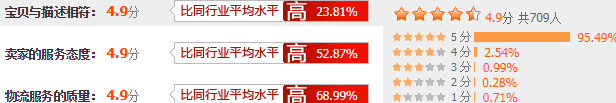 宝贝与描述相符： 4.9分 比同行业平均水平 高 23.81%
卖家的服务态度： 4.9分 比同行业平均水平 高 52.87%
物流服务的质量： 4.9分 比同行业平均水平 高 68.99%
4.9分 共709人
5分 95.49%
4分 2.54%
3分 0.99%
2分 0.28%
1分 0.71%